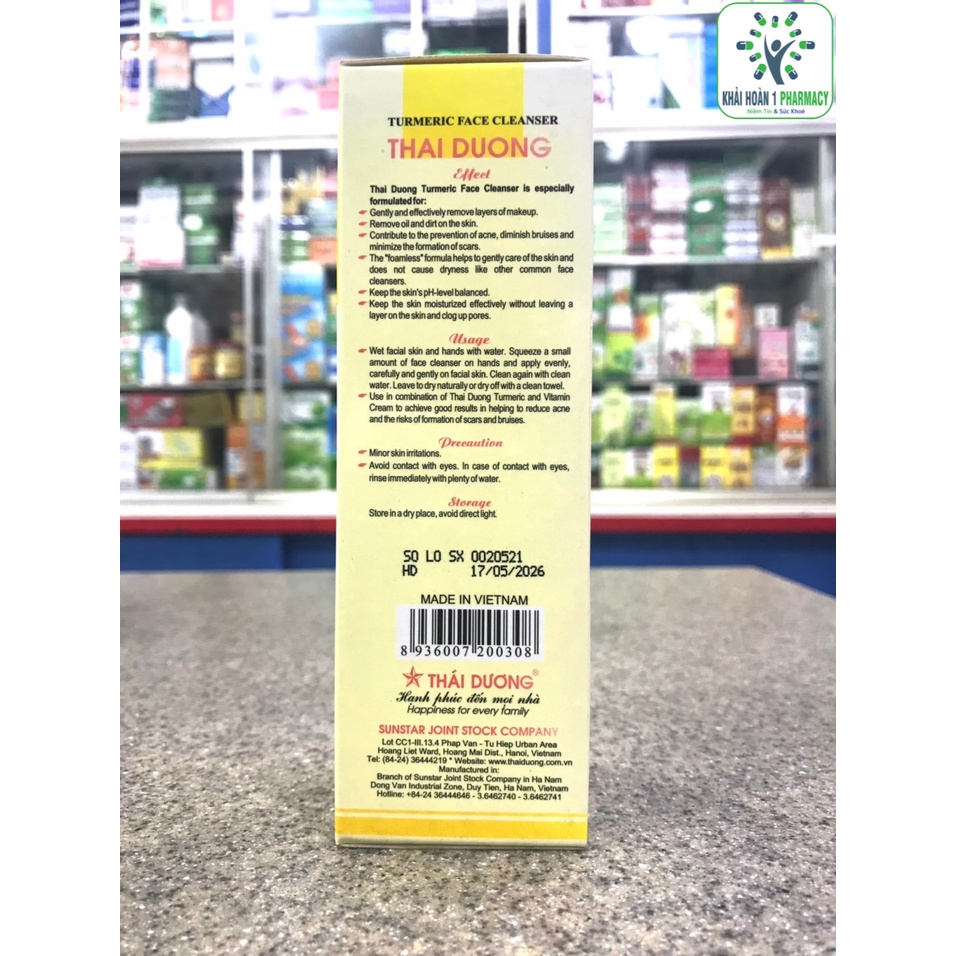 KHẢI HOÀN 1 PHARMACY
Niềm Tin & Sức Khoẻ
TURMERIC FACE CLEANSER
THAI DUONG
Effect
Thai Duong Turmeric Face Cleanser is especially
formulated for:
Gently and effectively remove layers of makeup.
Remove oil and dirt on the skin.
Contribute to the prevention of acne, diminish bruises and
minimize the formation of scars.
The "foamless" formula helps to gently care of the skin and
does not cause dryness like other common face
cleansers.
Keep the skin's pH-level balanced.
Keep the skin moisturized effectively without leaving a
layer on the skin and clog up pores.
Usage
Wet facial skin and hands with water. Squeeze a small
amount of face cleanser on hands and apply evenly,
carefully and gently on facial skin. Clean again with clean
water. Leave to dry naturally or dry off with a clean towel.
Use in combination of Thai Duong Turmeric and Vitamin
Cream to achieve good results in helping to reduce acne
and the risks of formation of scars and bruises.
Precaution
Minor skin irritations.
Avoid contact with eyes. In case of contact with eyes,
rinse immediately with plenty of water.
Storage
Store in a dry place, avoid direct light.
SO LO SX 0020521
HD 17/05/2026
MADE IN VIETNAM
8 936007 200308
THÁI DƯƠNG®
Hạnh phúc đến mọi nhà
Happiness for every family
SUNSTAR JOINT STOCK COMPANY
Lot CC1-III.13.4 Phap Van - Tu Hiep Urban Area
Hoang Liet Ward, Hoang Mai Dist., Hanoi, Vietnam
Tel: (84-24) 36444219 * Website: www.thaiduong.com.vn
Manufactured in:
Branch of Sunstar Joint Stock Company in Ha Nam
Dong Van Industrial Zone, Duy Tien, Ha Nam, Vietnam
Hotline: +84-24 36444646 - 3.6462740 - 3.6462741